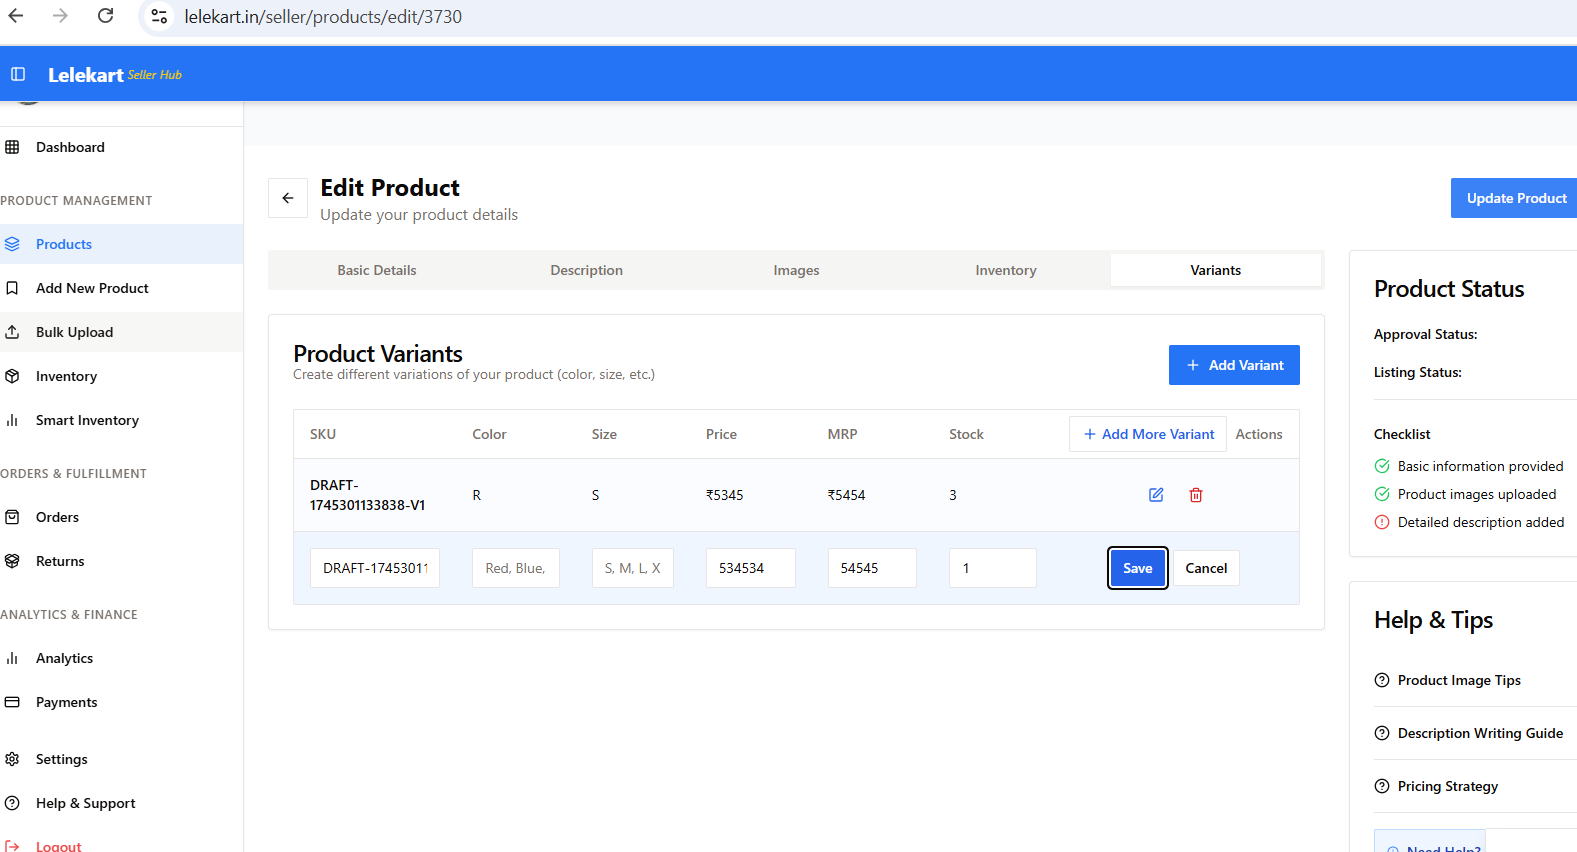 lelekart.in/seller/products/edit/3730
Lelekart Seller Hub
Dashboard
PRODUCT MANAGEMENT
Products
Add New Product
Bulk Upload
Inventory
Smart Inventory
ORDERS & FULFILLMENT
Orders
Returns
ANALYTICS & FINANCE
Analytics
Payments
Settings
Help & Support
Logout
Edit Product
Update your product details
Update Product
Basic Details
Description
Images
Inventory
Variants
Product Variants
Create different variations of your product (color, size, etc.)
Add Variant
SKU Color Size Price MRP Stock Add More Variant Actions
DRAFT-
1745301133838-V1
R S ₹5345 ₹5454 3
DRAFT-17453011 Red, Blue, S, M, L, X 534534 54545 1 Save Cancel
Product Status
Approval Status:
Listing Status:
Checklist
Basic information provided
Product images uploaded
Detailed description added
Help & Tips
Product Image Tips
Description Writing Guide
Pricing Strategy
Need Help?